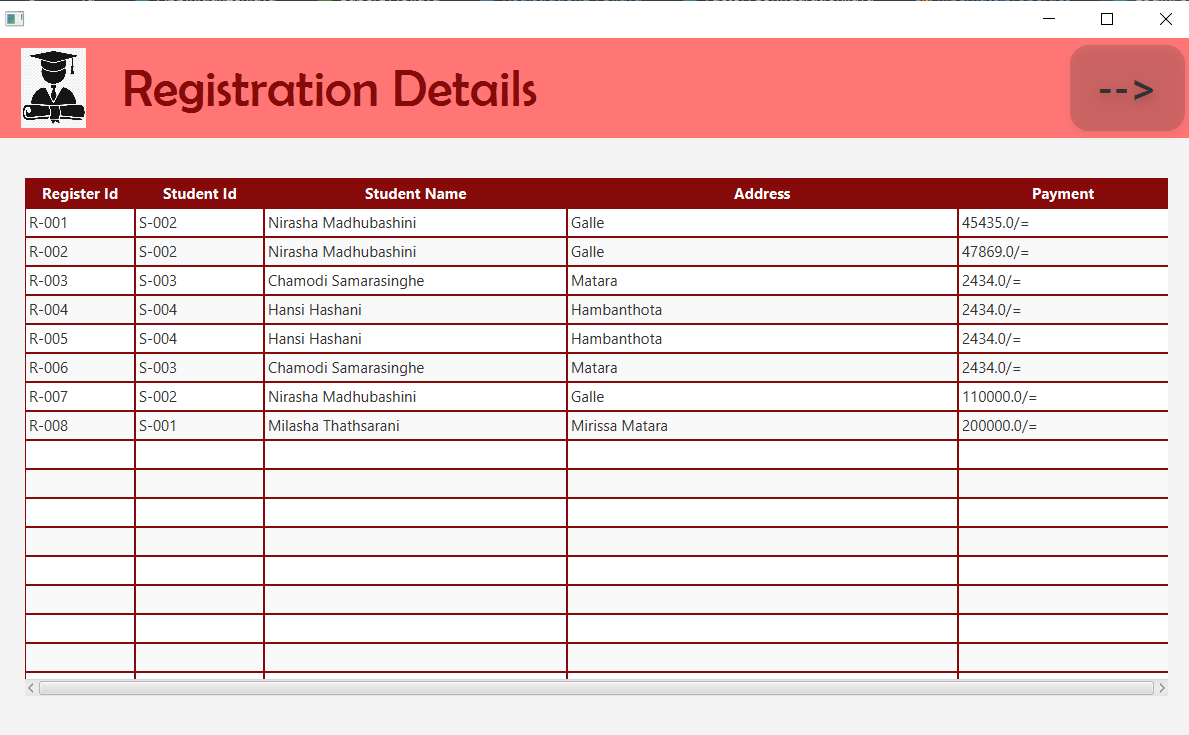 Registration Details
-->
Register Id Student Id Student Name Address Payment
R-001 S-002 Nirasha Madhubashini Galle 45435.0/=
R-002 S-002 Nirasha Madhubashini Galle 47869.0/=
R-003 S-003 Chamodi Samarasinghe Matara 2434.0/=
R-004 S-004 Hansi Hashani Hambanthota 2434.0/=
R-005 S-004 Hansi Hashani Hambanthota 2434.0/=
R-006 S-003 Chamodi Samarasinghe Matara 2434.0/=
R-007 S-002 Nirasha Madhubashini Galle 110000.0/=
R-008 S-001 Milasha Thathsarani Mirissa Matara 200000.0/=